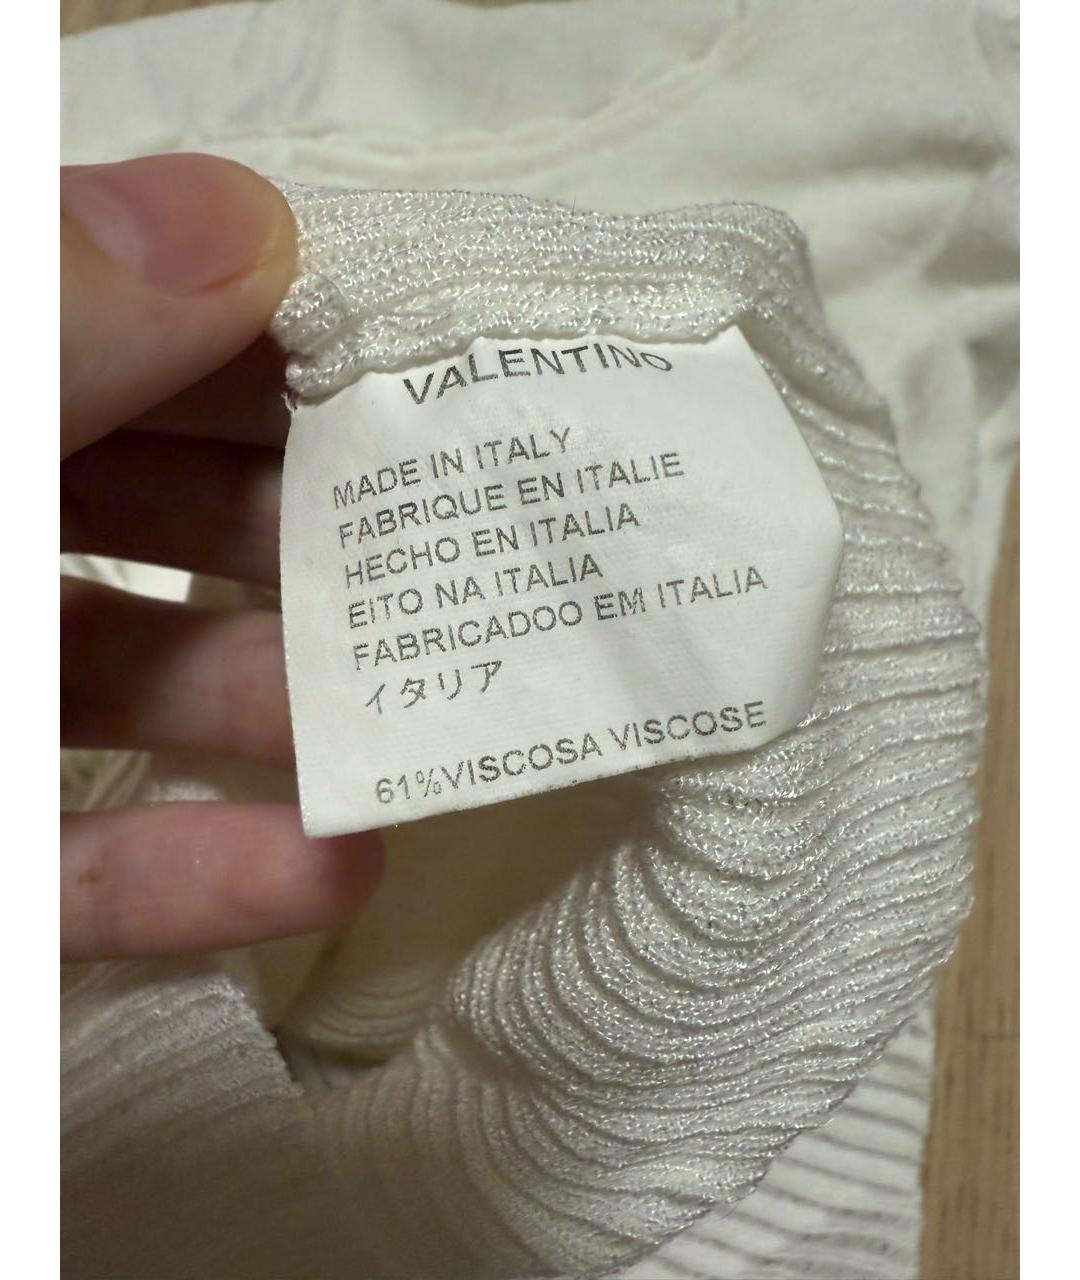 VALENTINO
MADE IN ITALY
FABRIQUE EN ITALIE
HECHO EN ITALIA
EITO NA ITALIA
FABRICADOO EM ITALIA
イタリア
61%VISCOSA VISCOSE